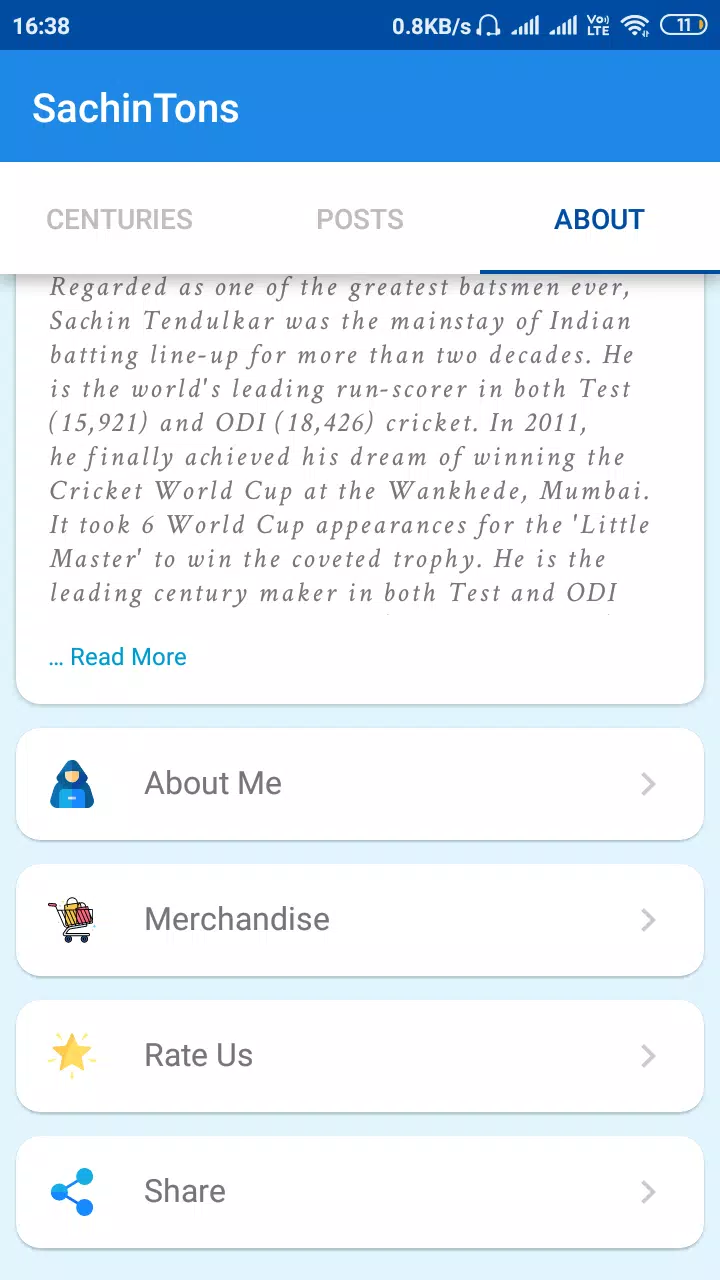 16:38
0.8KB/s
Vo)
LTE
11
SachinTons
CENTURIES
POSTS
ABOUT
Regarded as one of the greatest batsmen ever,
Sachin Tendulkar was the mainstay of Indian
batting line-up for more than two decades. He
is the world's leading run-scorer in both Test
(15,921) and ODI (18,426) cricket. In 2011,
he finally achieved his dream of winning the
Cricket World Cup at the Wankhede, Mumbai.
It took 6 World Cup appearances for the 'Little
Master' to win the coveted trophy. He is the
leading century maker in both Test and ODI
... Read More
About Me
Merchandise
Rate Us
Share